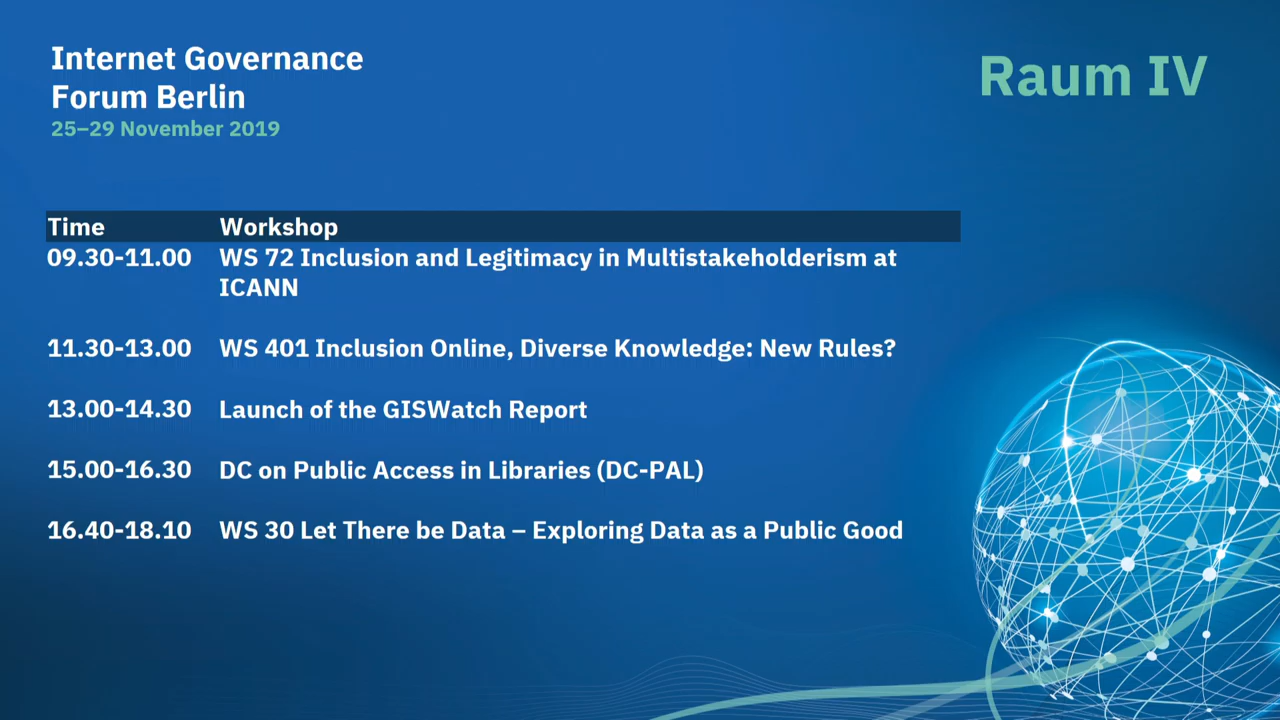 Internet Governance
Forum Berlin
25–29 November 2019
Raum IV
Time Workshop
09.30-11.00 WS 72 Inclusion and Legitimacy in Multistakeholderism at
ICANN
11.30-13.00 WS 401 Inclusion Online, Diverse Knowledge: New Rules?
13.00-14.30 Launch of the GISWatch Report
15.00-16.30 DC on Public Access in Libraries (DC-PAL)
16.40-18.10 WS 30 Let There be Data – Exploring Data as a Public Good